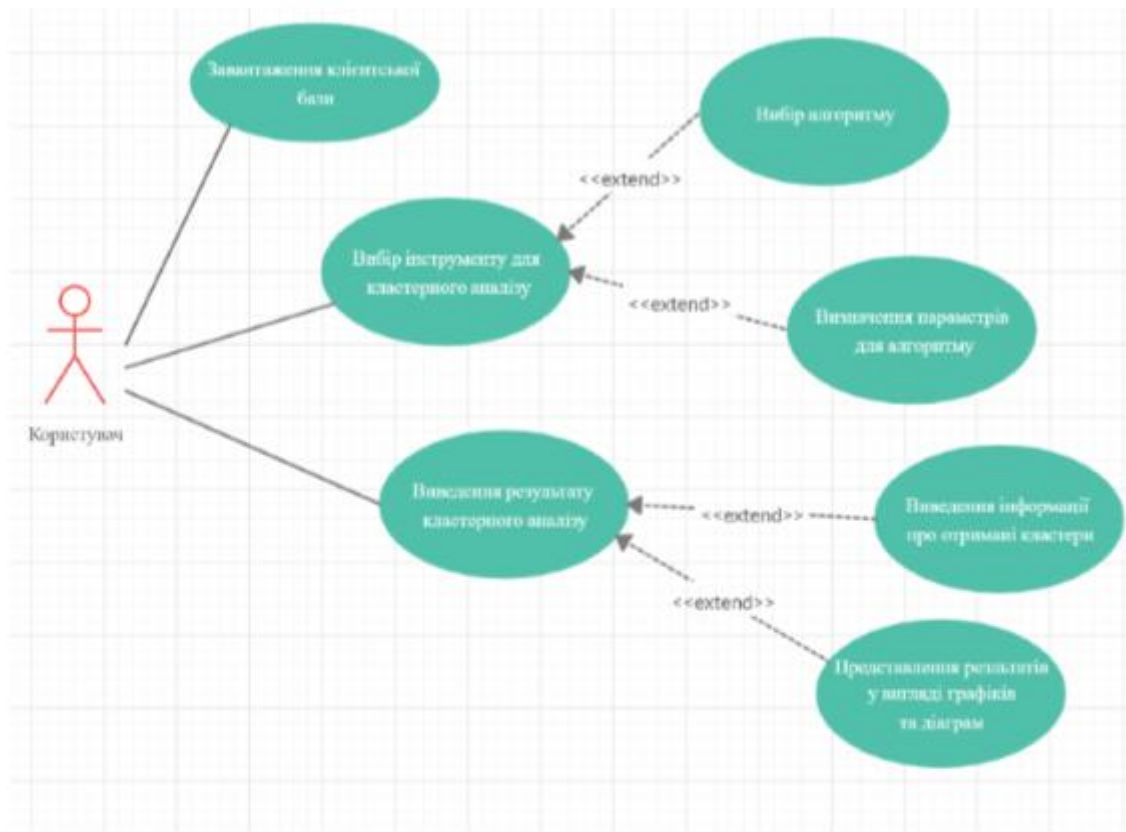 Завантаження клієнтської
бази
Вибір алгоритму
<<extend>>
Вибір інструменту для
кластерного аналізу
<<extend>>
Визначення параметрів
для алгоритму
Користувач
Виведення результату
кластерного аналізу
<<extend>>
Виведення інформації
про отримані кластери
<<extend>>
Представлення результатів
у вигляді графіків
та діаграм